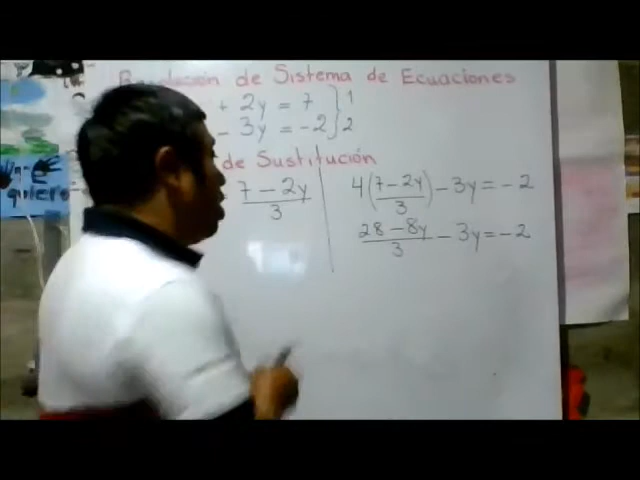 de Sistema de Ecuaciones
+ 2y = 7 } 1
- 3y = -2 } 2
de Sustitución
7 - 2y / 3
4(7 - 2y / 3) - 3y = -2
28 - 8y / 3 - 3y = -2
quiero